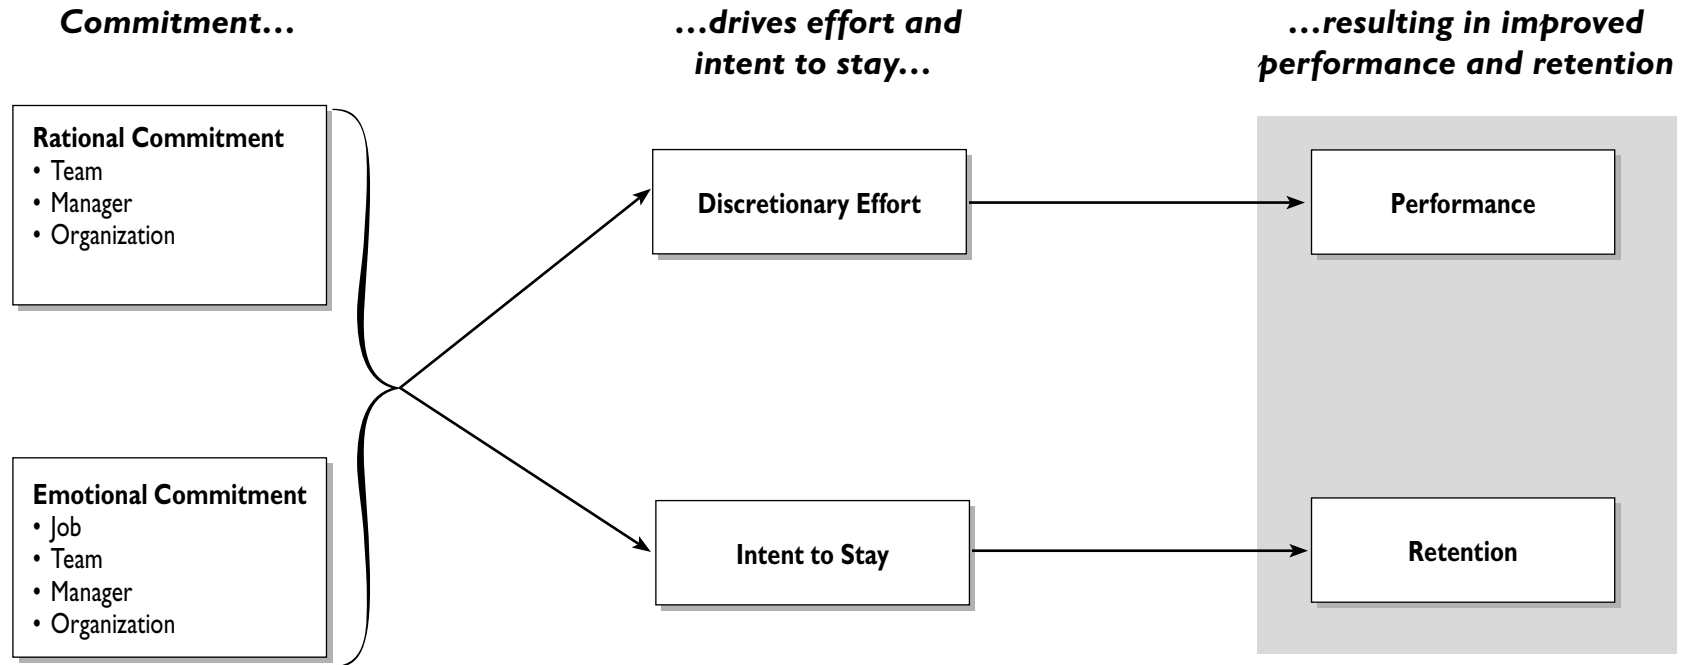 Commitment…
…drives effort and
intent to stay…
…resulting in improved
performance and retention
Rational Commitment
• Team
• Manager
• Organization
Discretionary Effort
Performance
Emotional Commitment
• Job
• Team
• Manager
• Organization
Intent to Stay
Retention